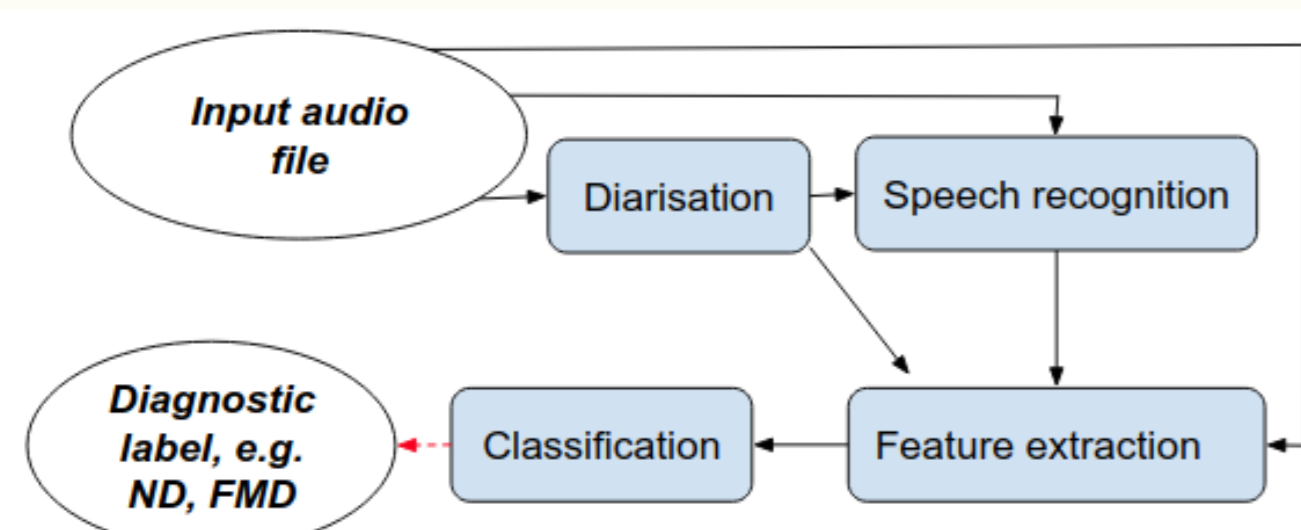 Input audio
file
Diarisation
Speech recognition
Diagnostic
label, e.g.
ND, FMD
Classification
Feature extraction